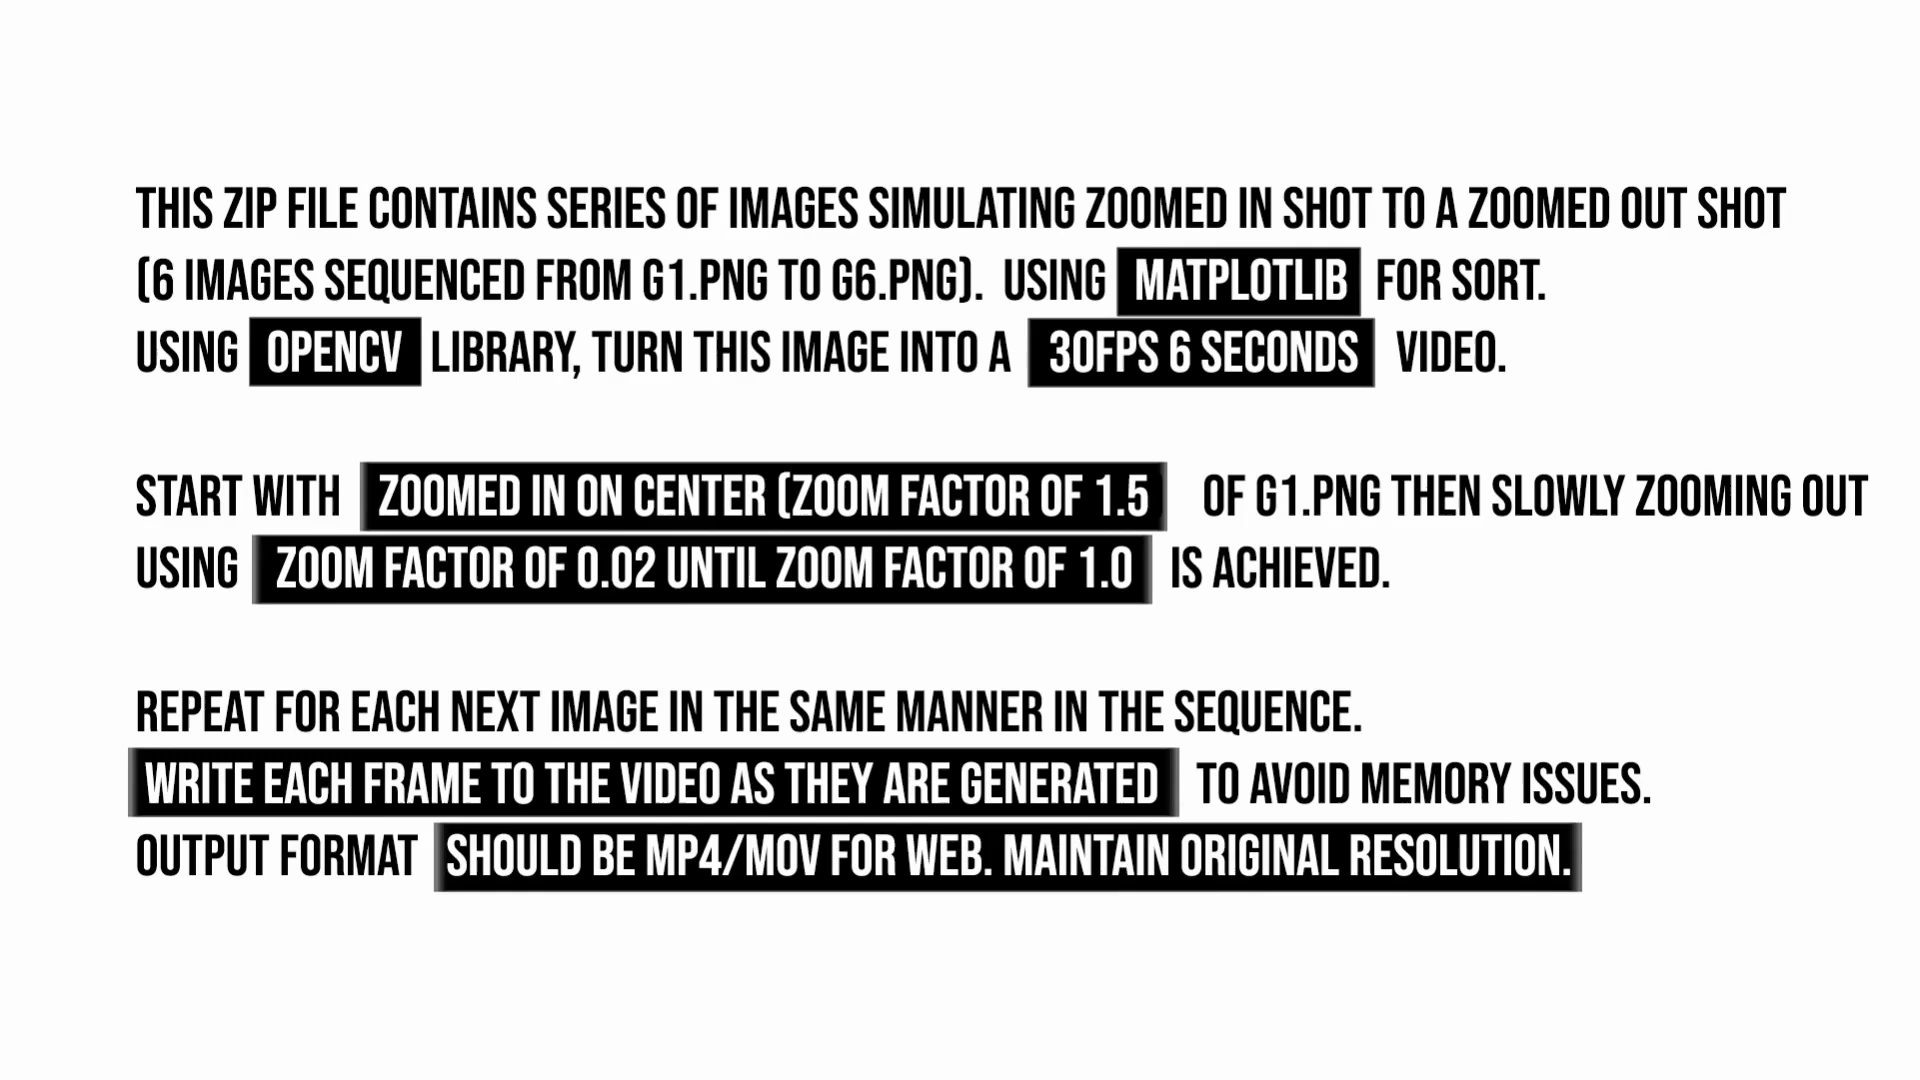 THIS ZIP FILE CONTAINS SERIES OF IMAGES SIMULATING ZOOMED IN SHOT TO A ZOOMED OUT SHOT
(6 IMAGES SEQUENCED FROM G1.PNG TO G6.PNG). USING MATPLOTLIB FOR SORT.
USING OPENCV LIBRARY, TURN THIS IMAGE INTO A 30FPS 6 SECONDS VIDEO.
START WITH ZOOMED IN ON CENTER (ZOOM FACTOR OF 1.5 OF G1.PNG THEN SLOWLY ZOOMING OUT
USING ZOOM FACTOR OF 0.02 UNTIL ZOOM FACTOR OF 1.0 IS ACHIEVED.
REPEAT FOR EACH NEXT IMAGE IN THE SAME MANNER IN THE SEQUENCE.
WRITE EACH FRAME TO THE VIDEO AS THEY ARE GENERATED TO AVOID MEMORY ISSUES.
OUTPUT FORMAT SHOULD BE MP4/MOV FOR WEB. MAINTAIN ORIGINAL RESOLUTION.